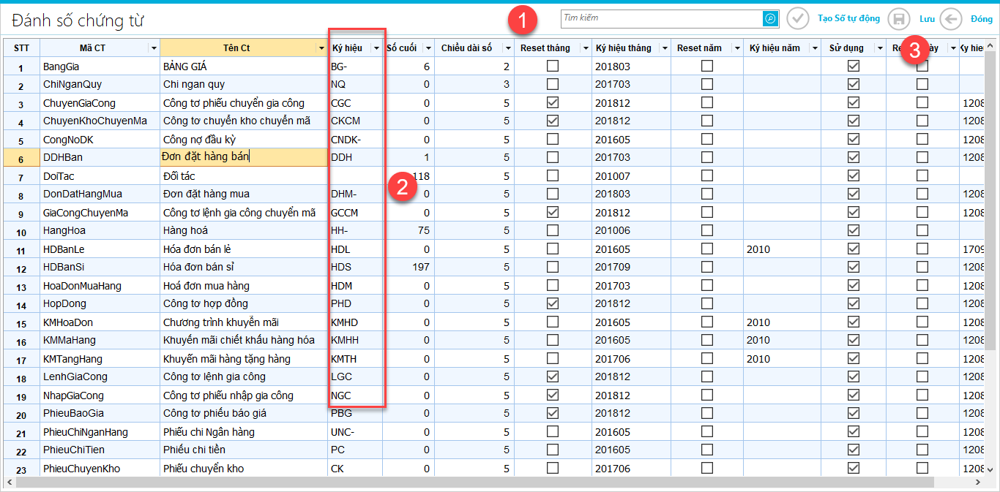 Đánh số chứng từ
1
Tìm kiếm
Tạo Số tự động
Lưu
Đóng
STT Mã CT Tên Ct Ký hiệu Số cuối Chiều dài số Reset tháng Ký hiệu tháng Reset năm Ký hiệu năm Sử dụng 3
1 BangGia BẢNG GIÁ BG- 6 2 201803
2 ChiNganQuy Chi ngan quy NQ 0 3 201703
3 ChuyenGiaCong Công tơ phiếu chuyển gia công CGC 0 5 201812 1208
4 ChuyenKhoChuyenMa Công tơ chuyển kho chuyển mã CKCM 0 5 201812 1208
5 CongNoDK Công nợ đầu kỳ CNDK- 0 5 201605 1208
6 DDHBan Đơn đặt hàng bán DDH 1 5 201703 1208
7 DoiTac Đối tác 118 5 201007
2
8 DonDatHangMua Đơn đặt hàng mua DHM- 0 5 201803 1208
9 GiaCongChuyenMa Công tơ lệnh gia công chuyển mã GCCM 0 5 201812 1208
10 HangHoa Hàng hoá HH- 75 5 201006
11 HDBanLe Hóa đơn bán lẻ HDL 0 5 201605 2010 1709
12 HDBanSi Hóa đơn bán sỉ HDS 197 5 201709 1208
13 HoaDonMuaHang Hoá đơn mua hàng HDM 0 5 201703 1208
14 HopDong Công tơ hợp đồng PHD 0 5 201812 1208
15 KMHoaDon Chương trình khuyễn mãi KMHD 0 5 201605 2010 1208
16 KMMaHang Khuyến mãi chiết khấu hàng hóa KMHH 0 5 201605 2010 1208
17 KMTangHang Khuyến mãi hàng tặng hàng KMTH 0 5 201706 2010 1208
18 LenhGiaCong Công tơ lệnh gia công LGC 0 5 201812 1208
19 NhapGiaCong Công tơ phiếu nhập gia công NGC 0 5 201812 1208
20 PhieuBaoGia Công tơ phiếu báo giá PBG 0 5 201812 1208
21 PhieuChiNganHang Phiếu chi Ngân hàng UNC- 0 5 201605 1208
22 PhieuChiTien Phiếu chi tiền PC 0 5 201605 1208
23 PhieuChuyenKho Phiếu chuyển kho CK 0 5 201706 1208